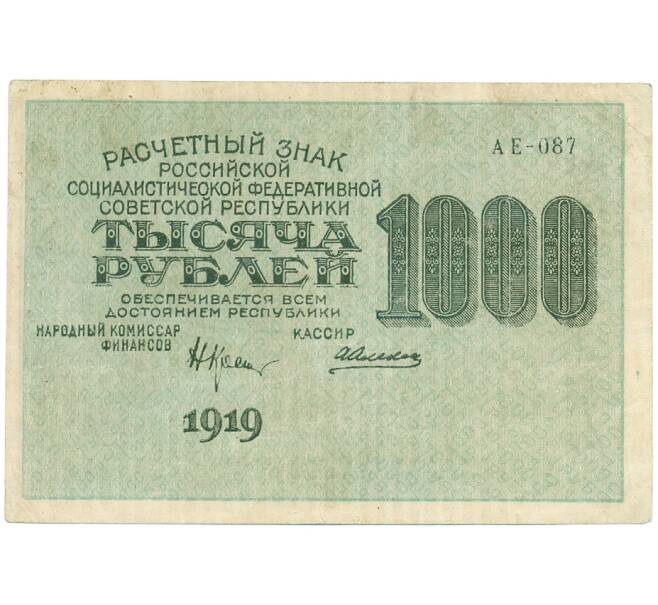 РАСЧЕТНЫЙ ЗНАК
РОССИЙСКОЙ
СОЦИАЛИСТИЧЕСКОЙ ФЕДЕРАТИВНОЙ
СОВЕТСКОЙ РЕСПУБЛИКИ
ТЫСЯЧА
РУБЛЕЙ
ОБЕСПЕЧИВАЕТСЯ ВСЕМ
ДОСТОЯНИЕМ РЕСПУБЛИКИ
НАРОДНЫЙ КОМИССАР
ФИНАНСОВ
КАССИР
1919
АЕ-087
1000